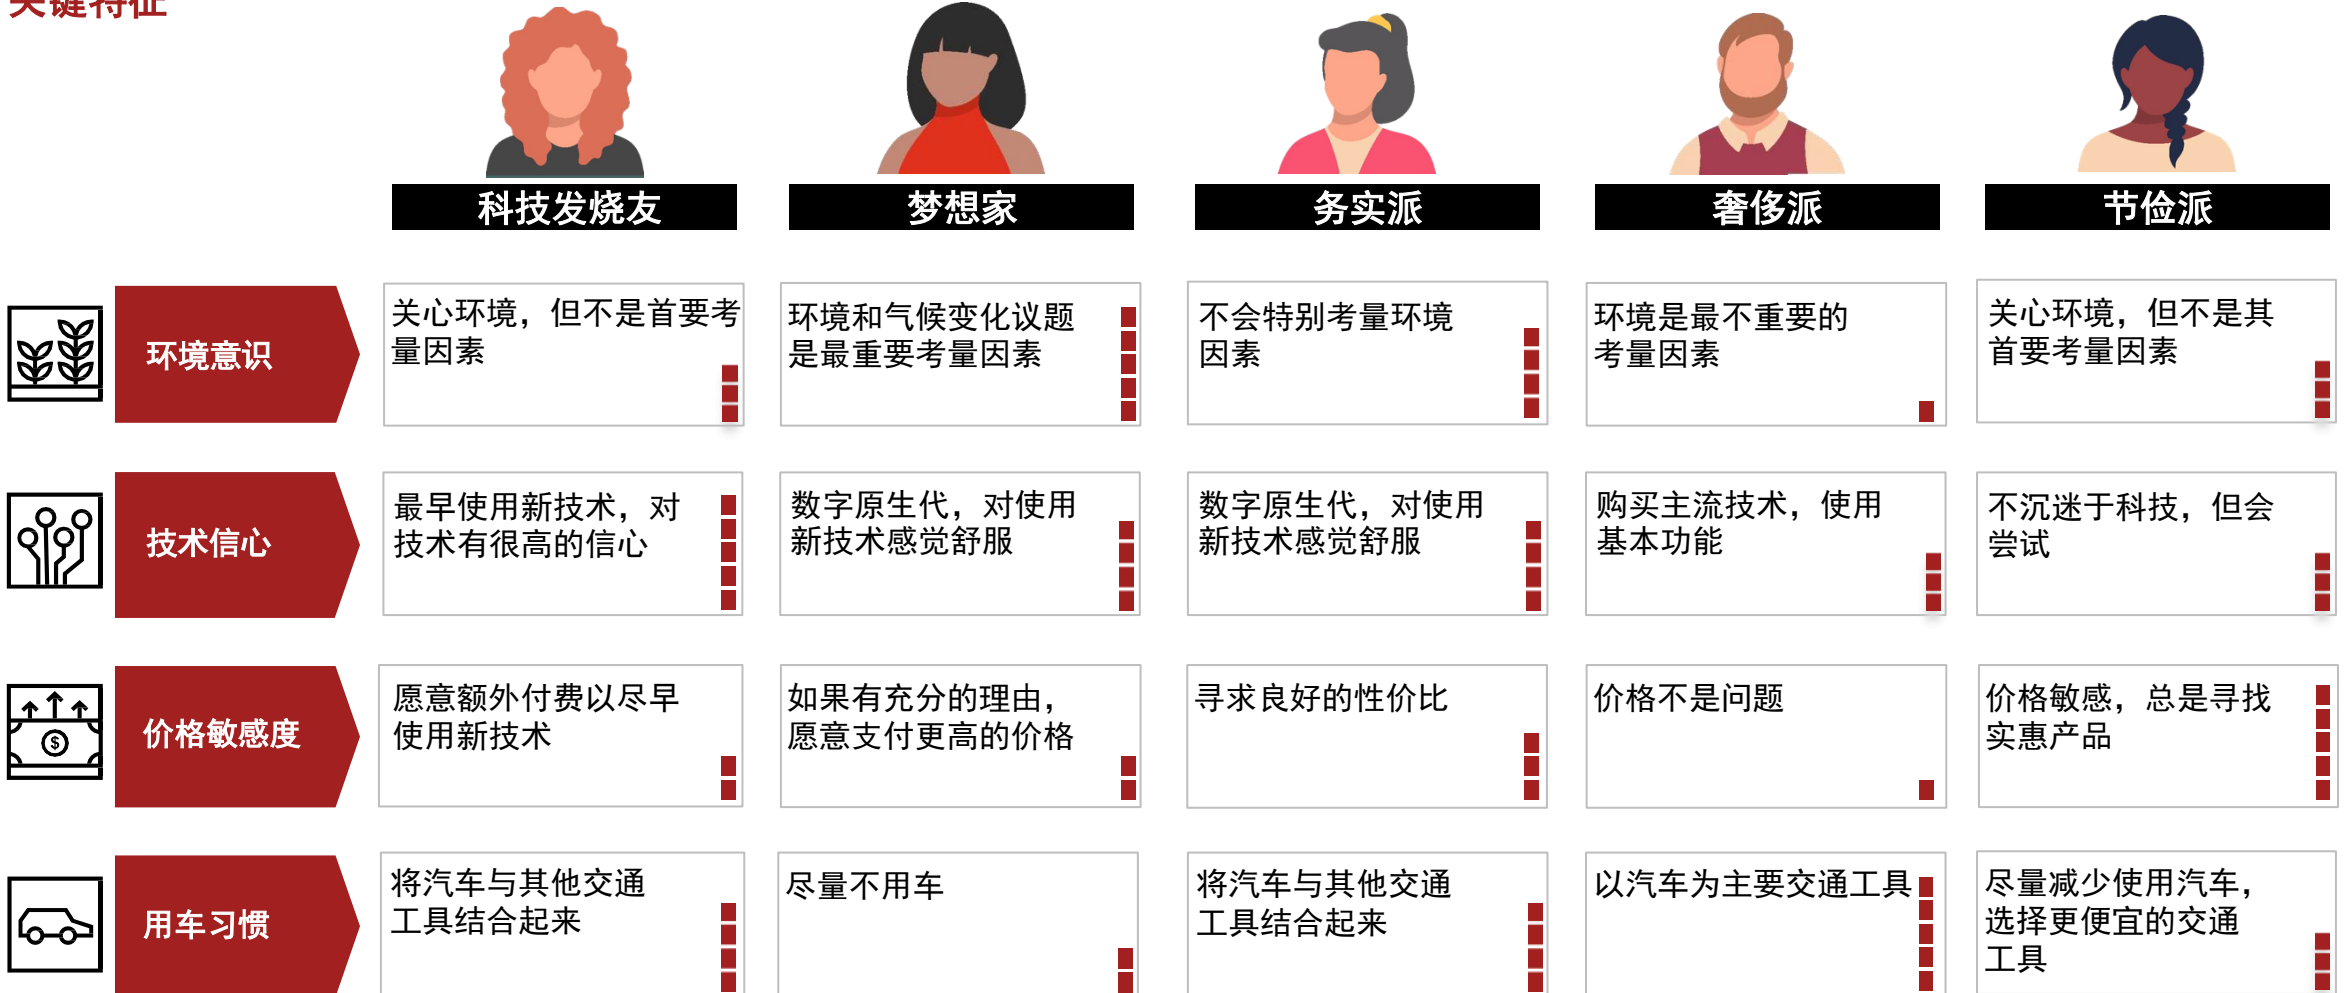 关键特征
科技发烧友
梦想家
务实派
奢侈派
节俭派
环境意识
关心环境，但不是首要考
量因素
环境和气候变化议题
是最重要考量因素
不会特别考量环境
因素
环境是最不重要的
考量因素
关心环境，但不是其
首要考量因素
技术信心
最早使用新技术，对
技术有很高的信心
数字原生代，对使用
新技术感觉舒服
数字原生代，对使用
新技术感觉舒服
购买主流技术，使用
基本功能
不沉迷于科技，但会
尝试
$
价格敏感度
愿意额外付费以尽早
使用新技术
如果有充分的理由，
愿意支付更高的价格
寻求良好的性价比
价格不是问题
价格敏感，总是寻找
实惠产品
用车习惯
将汽车与其他交通
工具结合起来
尽量不用车
将汽车与其他交通
工具结合起来
以汽车为主要交通工具
尽量减少使用汽车，
选择更便宜的交通
工具